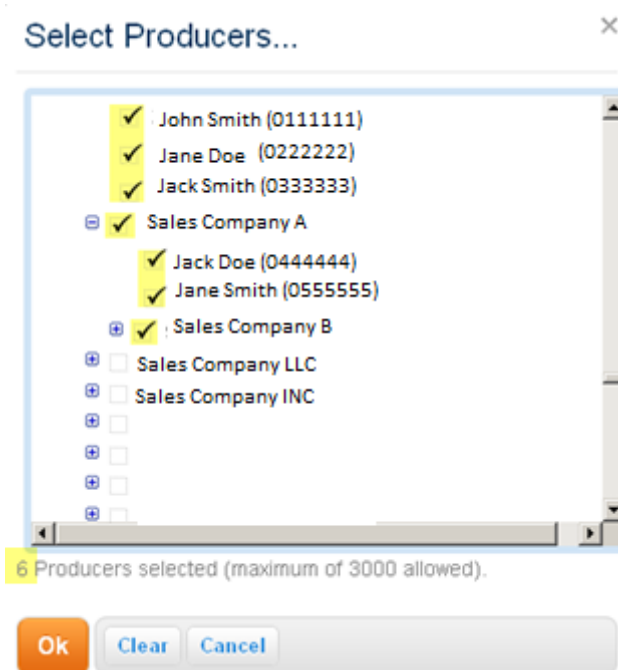 Select Producers...
John Smith (0111111)
Jane Doe (0222222)
Jack Smith (0333333)
Sales Company A
Jack Doe (0444444)
Jane Smith (0555555)
Sales Company B
Sales Company LLC
Sales Company INC
6 Producers selected (maximum of 3000 allowed).
Ok Clear Cancel